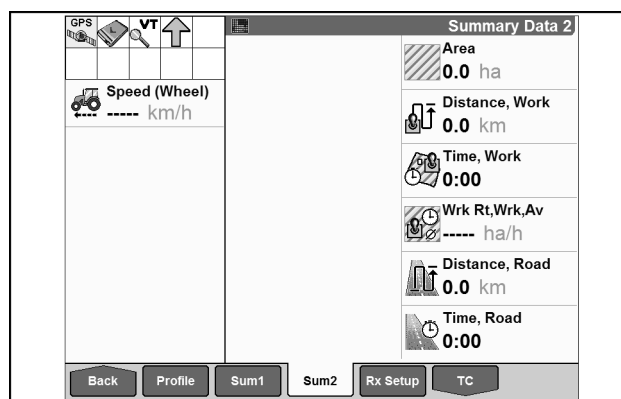 GPS
L
VT
Summary Data 2
Speed (Wheel)
----- km/h
Area
0.0 ha
Distance, Work
0.0 km
Time, Work
0:00
Wrk Rt,Wrk,Av
----- ha/h
Distance, Road
0.0 km
Time, Road
0:00
Back Profile Sum1 Sum2 Rx Setup TC